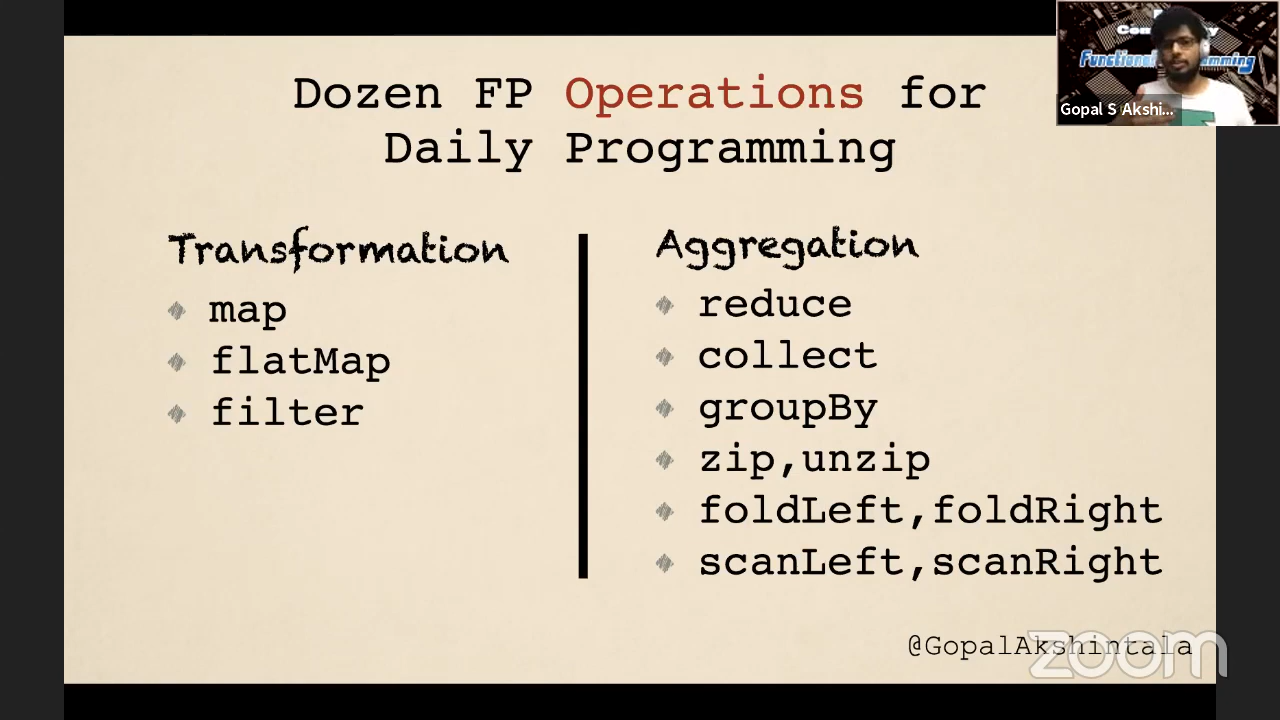 Dozen FP Operations for
Daily Programming
Transformation
map
flatMap
filter
Aggregation
reduce
collect
groupBy
zip,unzip
foldLeft,foldRight
scanLeft,scanRight
@GopalAkshintala
zoom
Gopal S Akshi...